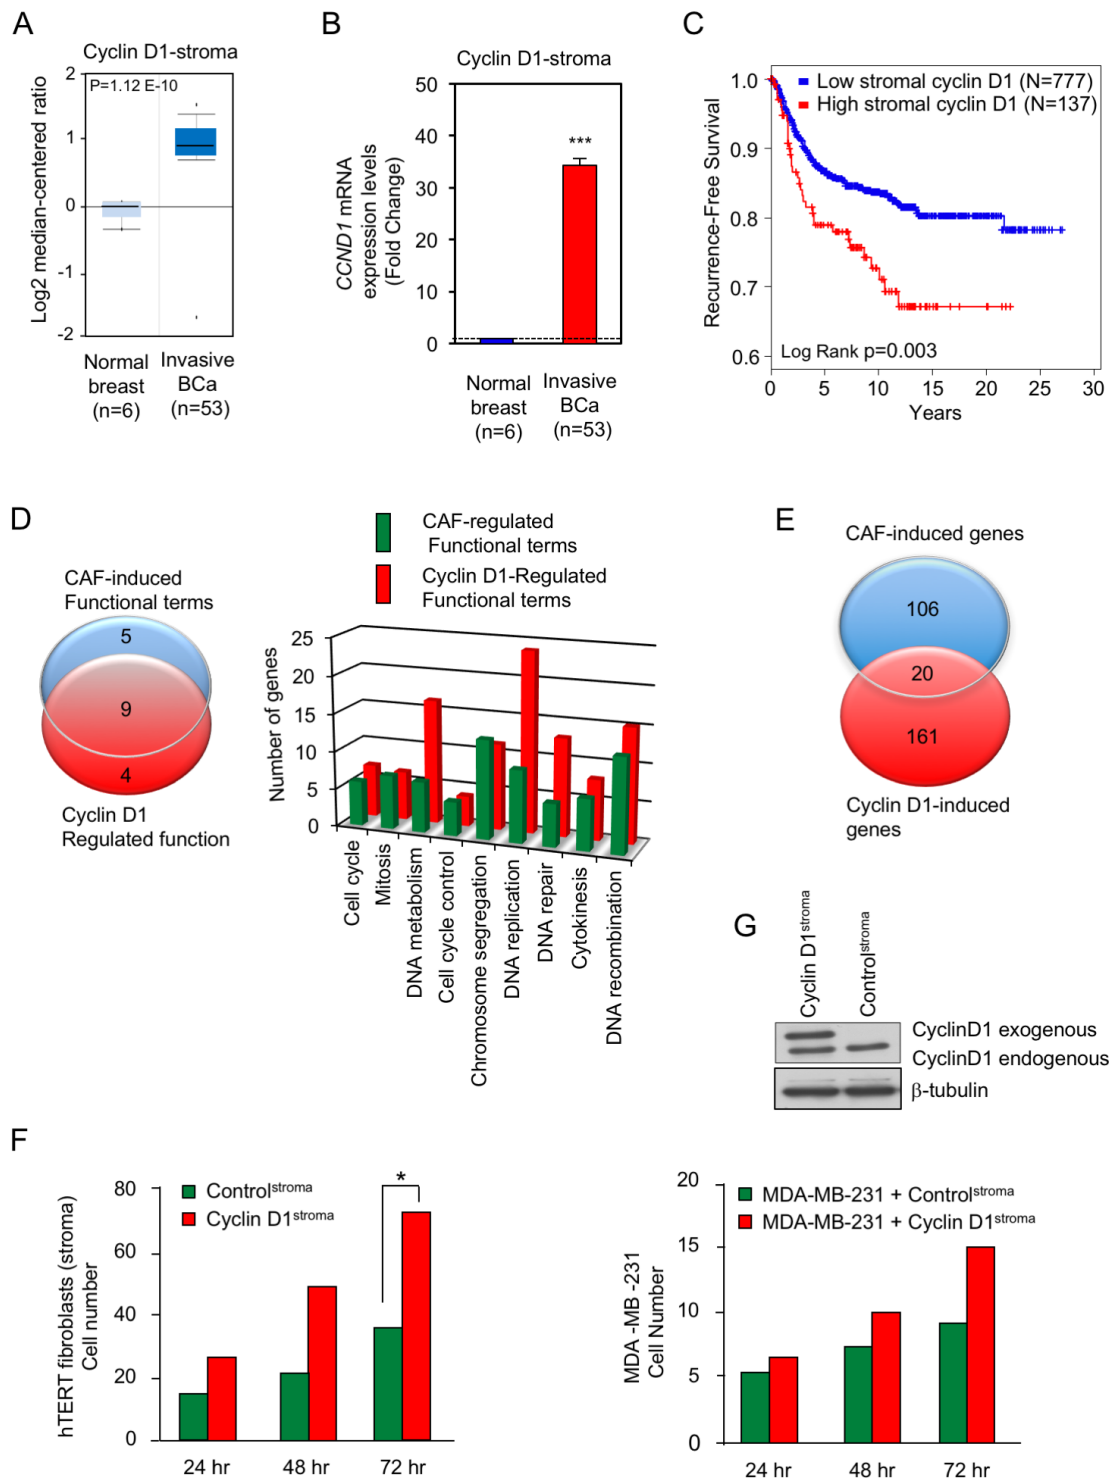 A
Cyclin D1-stroma
P=1.12 E-10
Log2 median-centered ratio
2
1
0
-1
-2
Normal
breast
(n=6)
Invasive
BCa
(n=53)
B
Cyclin D1-stroma
CCND1 mRNA
expression levels
(Fold Change)
50
40
30
20
10
0
***
Normal
breast
(n=6)
Invasive
BCa
(n=53)
C
Recurrence-Free Survival
1.0
0.9
0.8
0.7
0.6
Low stromal cyclin D1 (N=777)
High stromal cyclin D1 (N=137)
Log Rank p=0.003
0 5 10 15 20 25 30
Years
D
CAF-induced
Functional terms
5
9
4
Cyclin D1
Regulated function
CAF-regulated
Functional terms
Cyclin D1-Regulated
Functional terms
Number of genes
25
20
15
10
5
0
Cell cycle
Mitosis
DNA metabolism
Cell cycle control
Chromosome segregation
DNA replication
DNA repair
Cytokinesis
DNA recombination
E
CAF-induced genes
106
20
161
Cyclin D1-induced
genes
G
Cyclin D1stroma
Controlstroma
CyclinD1 exogenous
CyclinD1 endogenous
β-tubulin
F
hTERT fibroblasts (stroma)
Cell number
80
60
40
20
0
Controlstroma
Cyclin D1stroma
*
24 hr 48 hr 72 hr
MDA -MB -231
Cell Number
20
15
10
5
0
MDA-MB-231 + Controlstroma
MDA-MB-231 + Cyclin D1stroma
24 hr 48 hr 72 hr